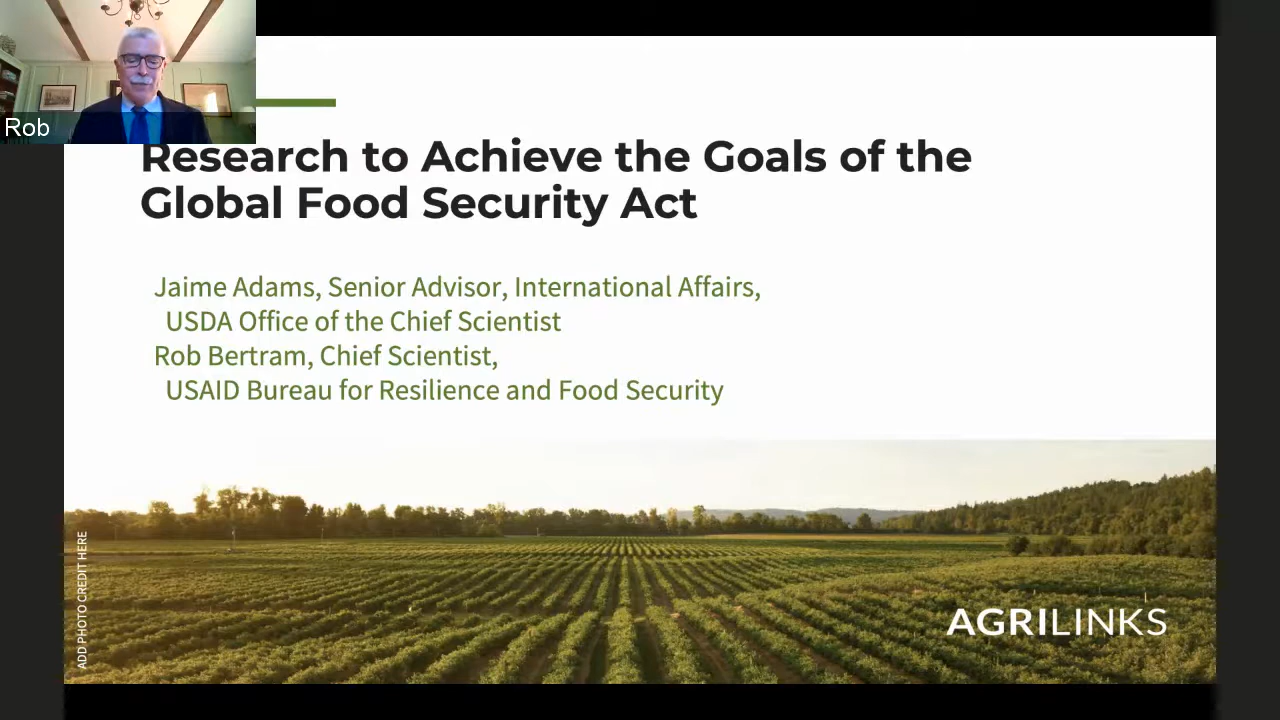 Rob
Research to Achieve the Goals of the
Global Food Security Act
Jaime Adams, Senior Advisor, International Affairs,
USDA Office of the Chief Scientist
Rob Bertram, Chief Scientist,
USAID Bureau for Resilience and Food Security
ADD PHOTO CREDIT HERE
AGRILINKS